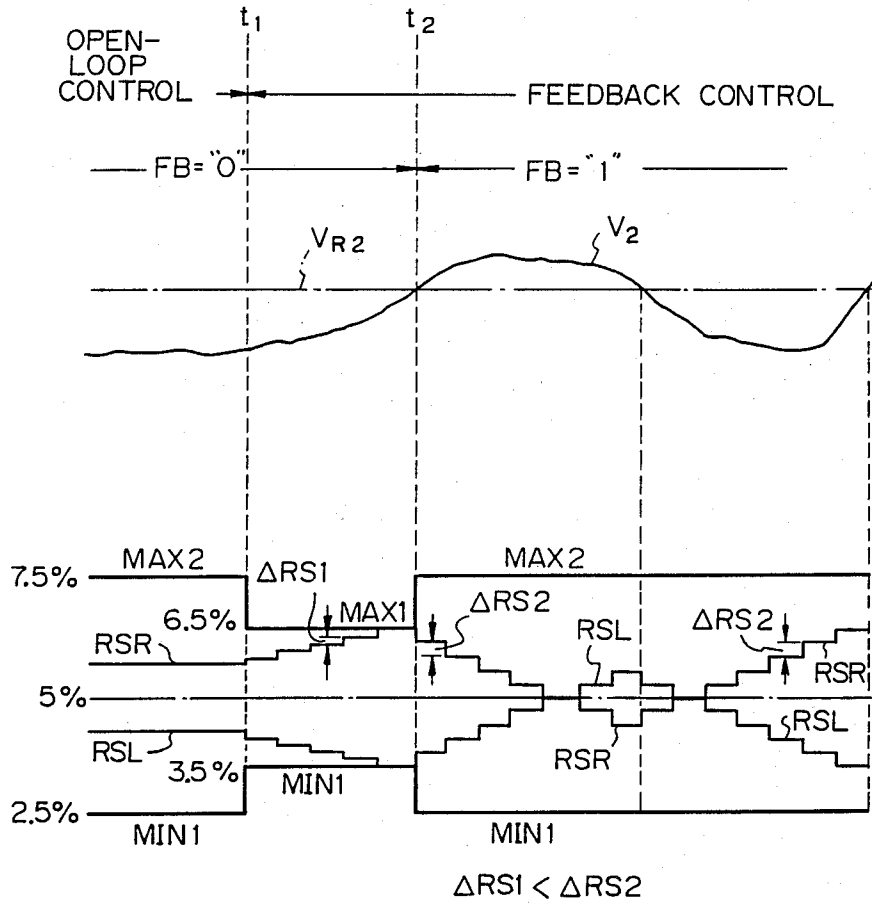 t1 t2
OPEN-
LOOP
CONTROL FEEDBACK CONTROL
FB="0" FB="1"
VR2 V2
7.5% MAX2 MAX2
ΔRS1
6.5% MAX1 ΔRS2 RSL ΔRS2
RSR RSR
5%
RSL RSL
3.5% MIN1 RSR
2.5%
MIN1 MIN1
ΔRS1 < ΔRS2